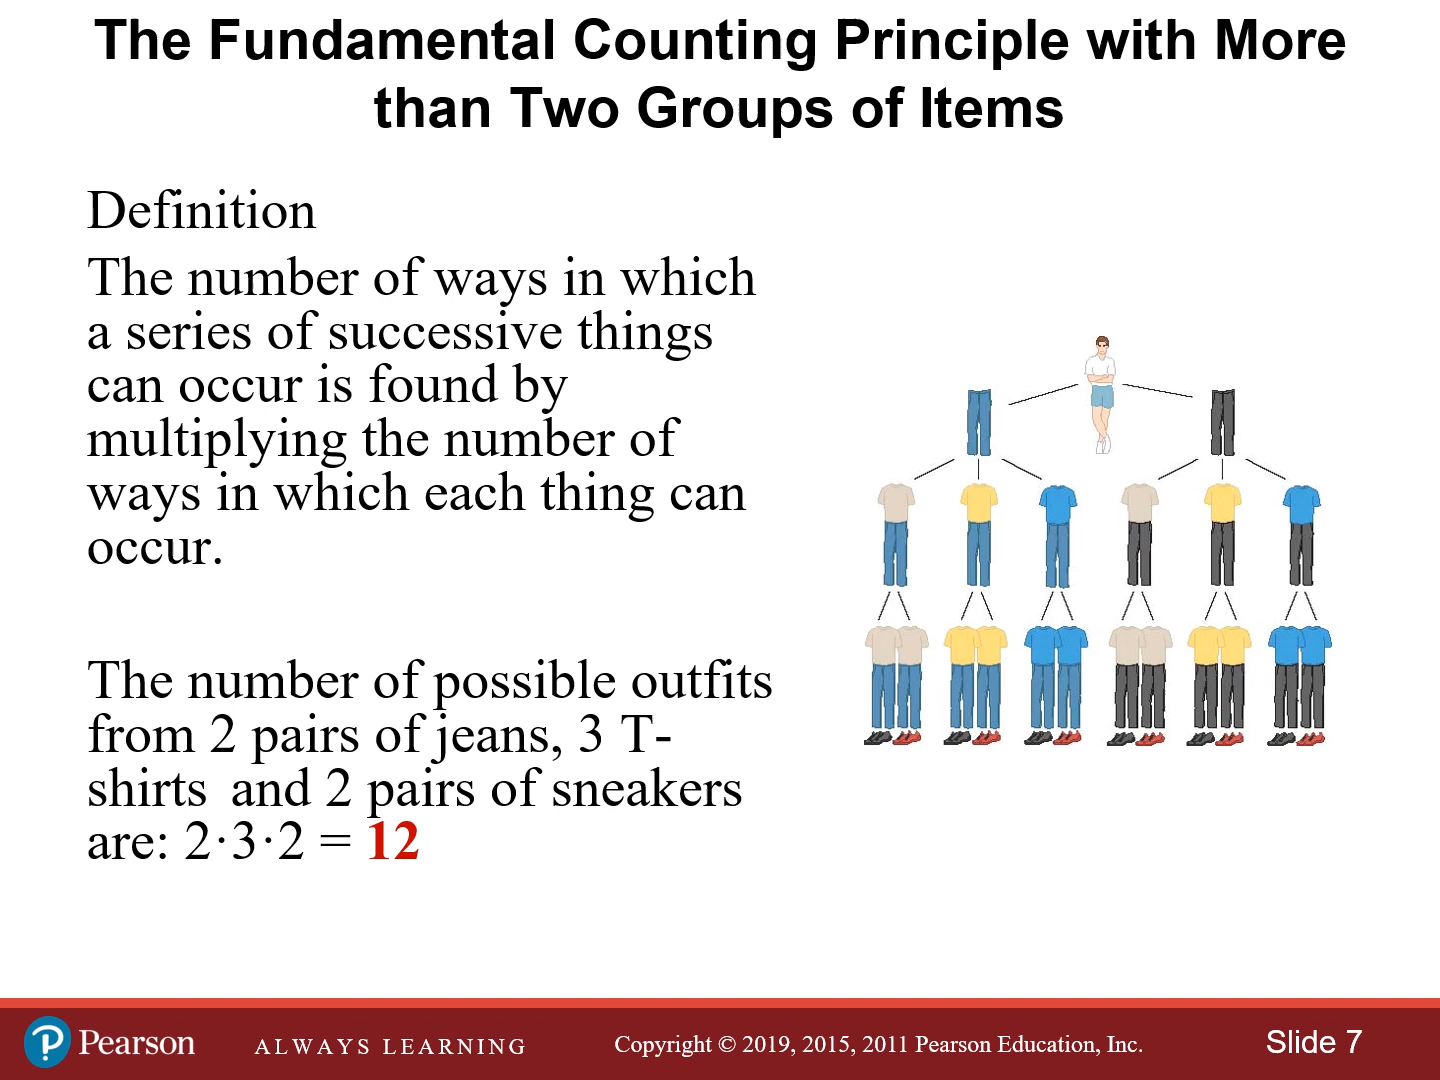 The Fundamental Counting Principle with More
than Two Groups of Items
Definition
The number of ways in which
a series of successive things
can occur is found by
multiplying the number of
ways in which each thing can
occur.
The number of possible outfits
from 2 pairs of jeans, 3 T-
shirts and 2 pairs of sneakers
are: 2·3·2 = 12
Pearson
ALWAYS LEARNING
Copyright © 2019, 2015, 2011 Pearson Education, Inc.
Slide 7